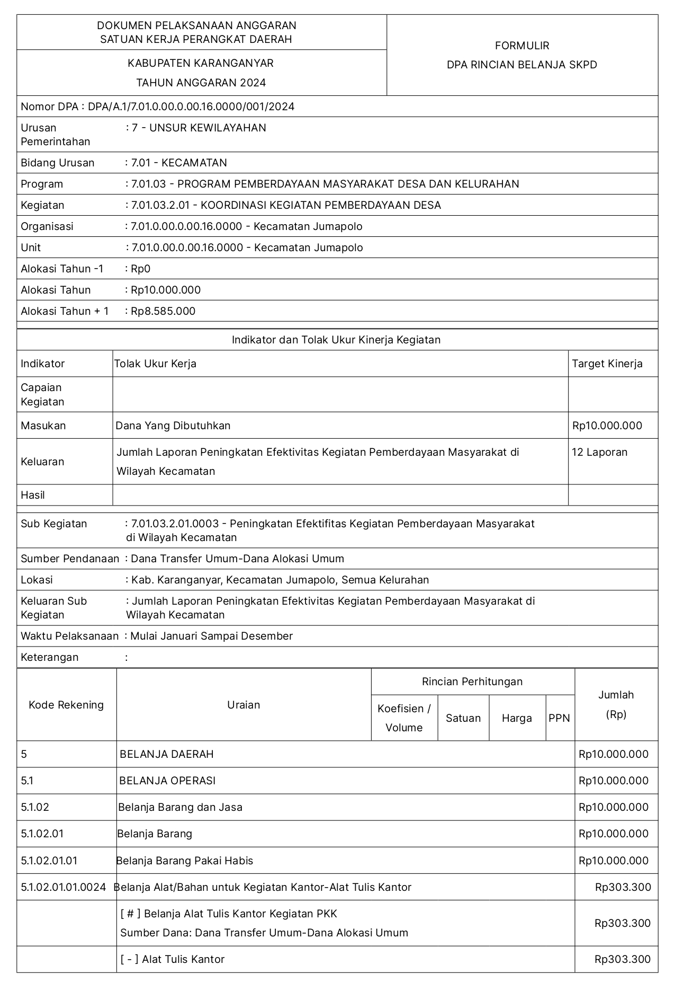 DOKUMEN PELAKSANAAN ANGGARAN
SATUAN KERJA PERANGKAT DAERAH
KABUPATEN KARANGANYAR
TAHUN ANGGARAN 2024
FORMULIR
DPA RINCIAN BELANJA SKPD
Nomor DPA : DPA/A.1/7.01.0.00.0.00.16.0000/001/2024
Urusan Pemerintahan : 7 - UNSUR KEWILAYAHAN
Bidang Urusan : 7.01 - KECAMATAN
Program : 7.01.03 - PROGRAM PEMBERDAYAAN MASYARAKAT DESA DAN KELURAHAN
Kegiatan : 7.01.03.2.01 - KOORDINASI KEGIATAN PEMBERDAYAAN DESA
Organisasi : 7.01.0.00.0.00.16.0000 - Kecamatan Jumapolo
Unit : 7.01.0.00.0.00.16.0000 - Kecamatan Jumapolo
Alokasi Tahun -1 : Rp0
Alokasi Tahun : Rp10.000.000
Alokasi Tahun + 1 : Rp8.585.000
Indikator dan Tolak Ukur Kinerja Kegiatan
Indikator Tolak Ukur Kerja Target Kinerja
Capaian
Kegiatan
Masukan Dana Yang Dibutuhkan Rp10.000.000
Keluaran Jumlah Laporan Peningkatan Efektivitas Kegiatan Pemberdayaan Masyarakat di 12 Laporan
Wilayah Kecamatan
Hasil
Sub Kegiatan : 7.01.03.2.01.0003 - Peningkatan Efektifitas Kegiatan Pemberdayaan Masyarakat
di Wilayah Kecamatan
Sumber Pendanaan : Dana Transfer Umum-Dana Alokasi Umum
Lokasi : Kab. Karanganyar, Kecamatan Jumapolo, Semua Kelurahan
Keluaran Sub : Jumlah Laporan Peningkatan Efektivitas Kegiatan Pemberdayaan Masyarakat di
Kegiatan Wilayah Kecamatan
Waktu Pelaksanaan : Mulai Januari Sampai Desember
Keterangan :
Kode Rekening
Uraian
Rincian Perhitungan
Koefisien /
Volume
Satuan
Harga
PPN
Jumlah
(Rp)
5 BELANJA DAERAH Rp10.000.000
5.1 BELANJA OPERASI Rp10.000.000
5.1.02 Belanja Barang dan Jasa Rp10.000.000
5.1.02.01 Belanja Barang Rp10.000.000
5.1.02.01.01 Belanja Barang Pakai Habis Rp10.000.000
5.1.02.01.01.0024 Belanja Alat/Bahan untuk Kegiatan Kantor-Alat Tulis Kantor Rp303.300
[ # ] Belanja Alat Tulis Kantor Kegiatan PKK
Sumber Dana: Dana Transfer Umum-Dana Alokasi Umum
Rp303.300
[ - ] Alat Tulis Kantor Rp303.300